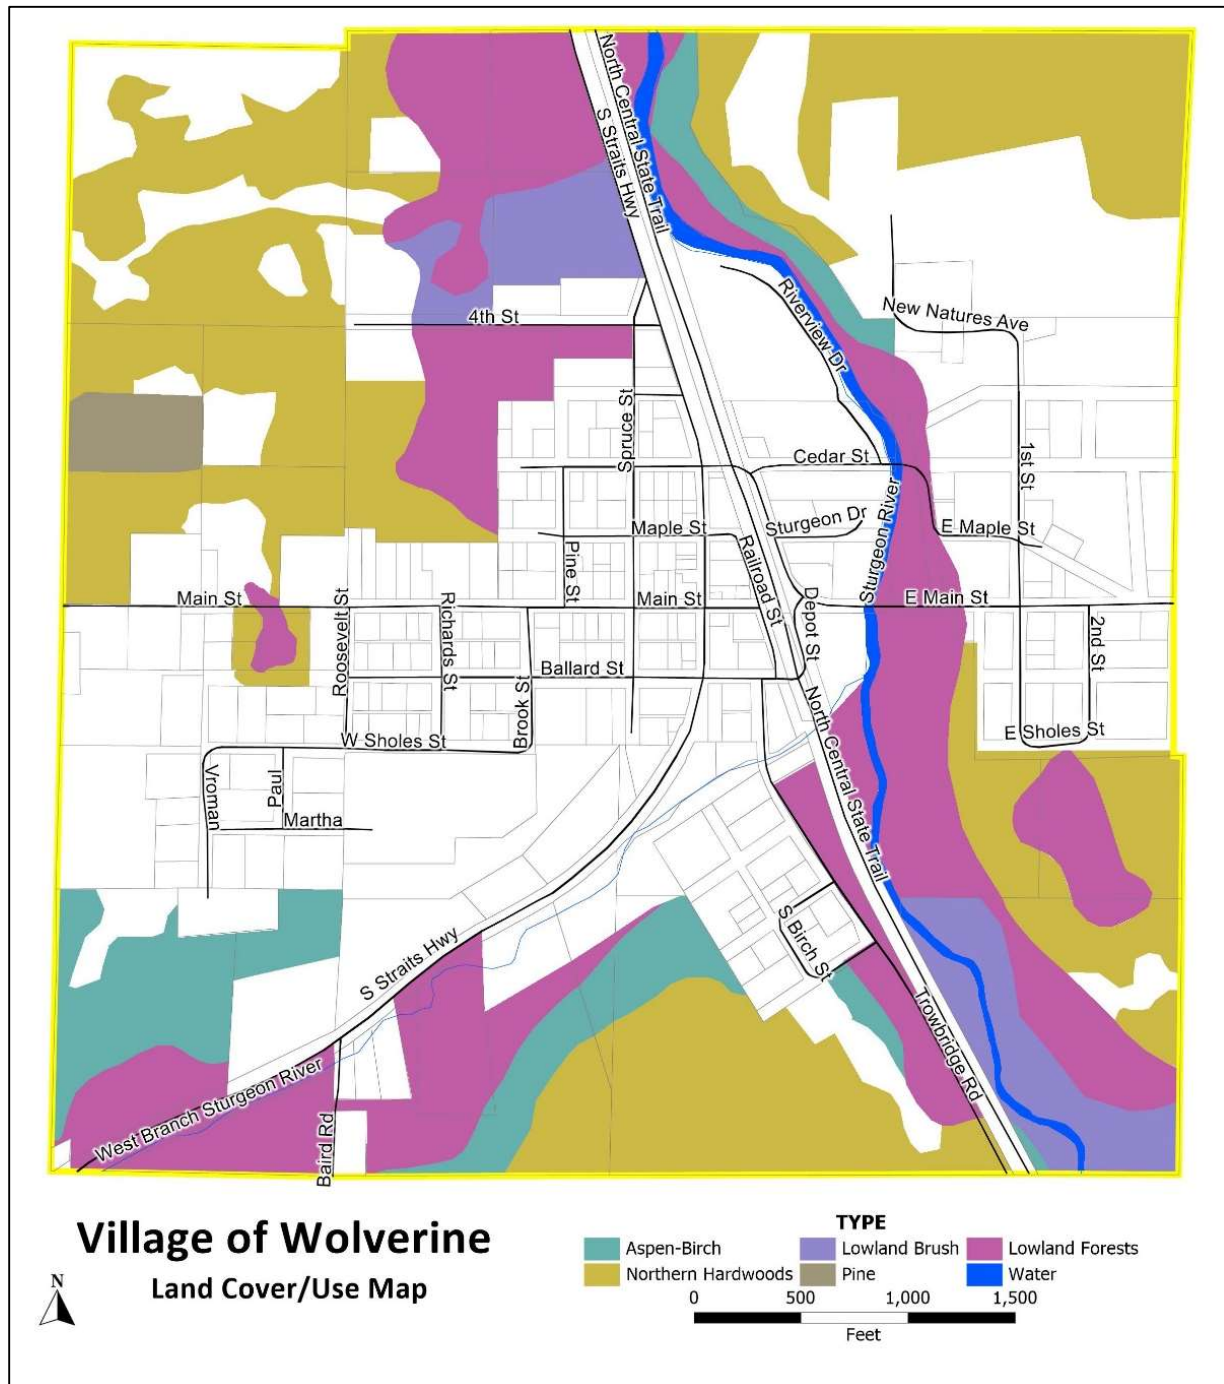 North Central State Trail
S Straits Hwy
Riverview Dr
New Natures Ave
4th St
Spruce St
Cedar St
1st St
Sturgeon River
Maple St
Sturgeon Dr
E Maple St
Pine St
Railroad St
Main St
Roosevelt St
Richards St
Main St
Depot St
E Main St
2nd St
Ballard St
Brook St
W Sholes St
E Sholes St
Vroman
Paul
Martha
North Central State Trail
S Birch St
S Straits Hwy
Trowbridge Rd
West Branch Sturgeon River
Baird Rd
Village of Wolverine
Land Cover/Use Map
N
TYPE
Aspen-Birch
Lowland Brush
Lowland Forests
Northern Hardwoods
Pine
Water
0 500 1,000 1,500
Feet